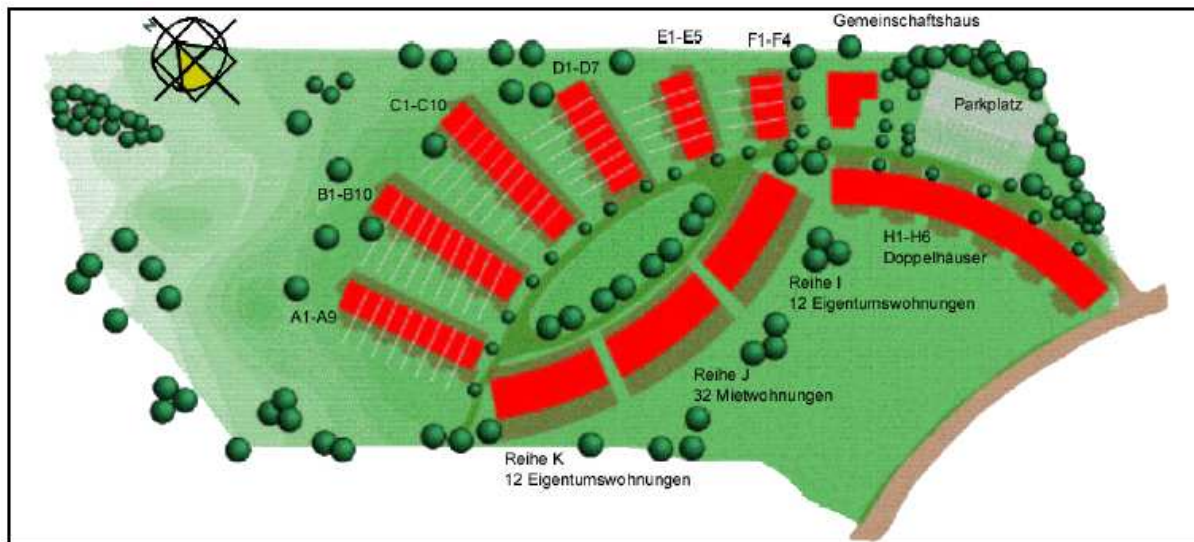 N
Gemeinschaftshaus
E1-E5
F1-F4
D1-D7
C1-C10
Parkplatz
B1-B10
H1-H6
Doppelhäuser
A1-A9
Reihe I
12 Eigentumswohnungen
Reihe J
32 Mietwohnungen
Reihe K
12 Eigentumswohnungen